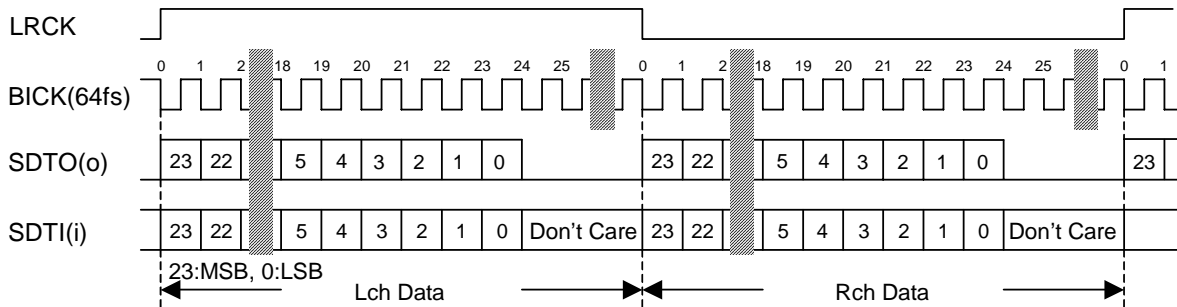 LRCK
0 1 2 18 19 20 21 22 23 24 25 0 1 2 18 19 20 21 22 23 24 25 0 1
BICK(64fs)
SDTO(o) 23 22 5 4 3 2 1 0 23 22 5 4 3 2 1 0 23
SDTI(i) 23 22 5 4 3 2 1 0 Don't Care 23 22 5 4 3 2 1 0 Don't Care
23:MSB, 0:LSB
Lch Data Rch Data